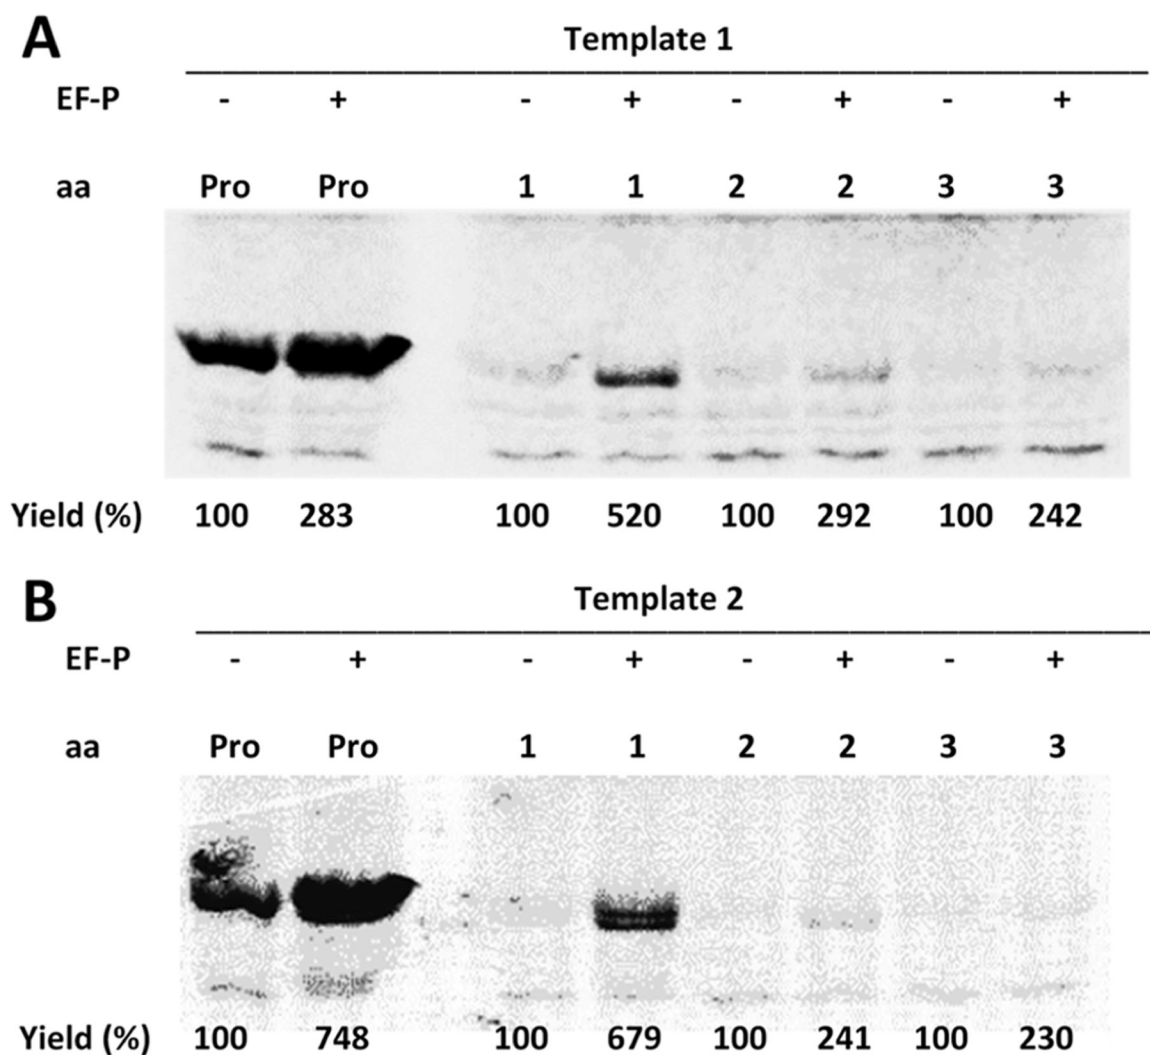 A
Template 1
EF-P - + - + - + - +
aa Pro Pro 1 1 2 2 3 3
Yield (%) 100 283 100 520 100 292 100 242
B
Template 2
EF-P - + - + - + - +
aa Pro Pro 1 1 2 2 3 3
Yield (%) 100 748 100 679 100 241 100 230